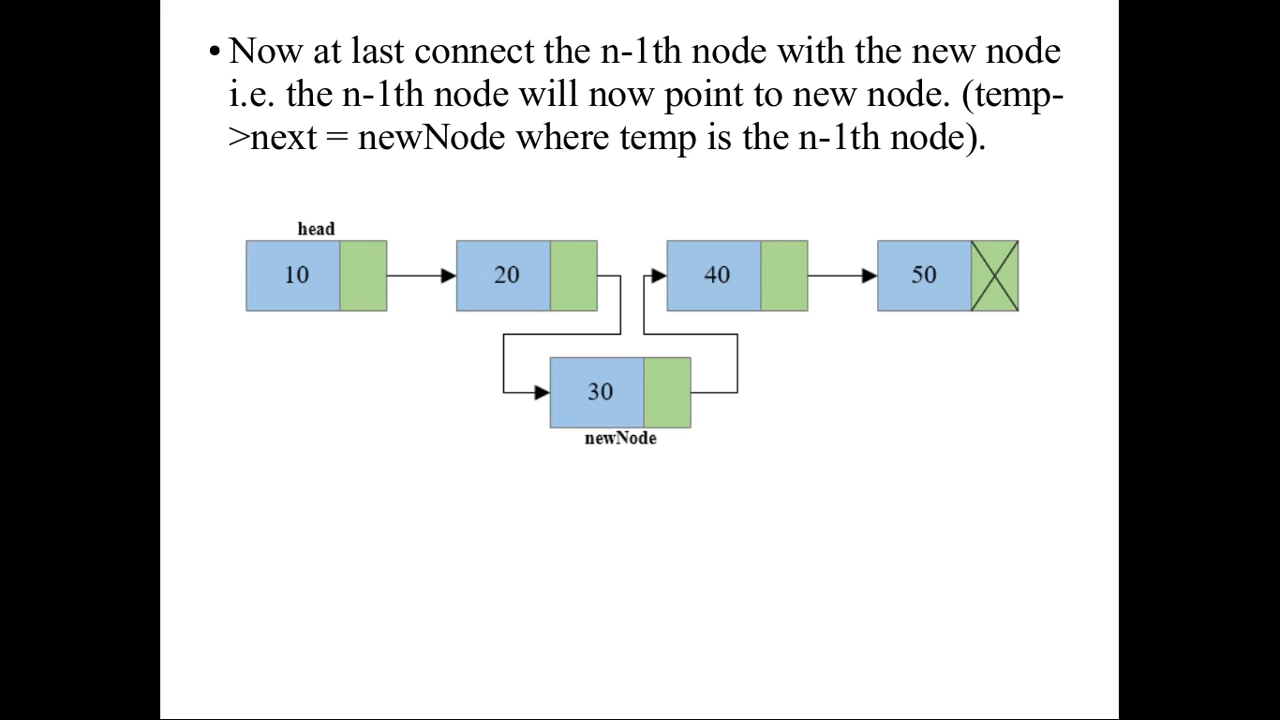 • Now at last connect the n-1th node with the new node
i.e. the n-1th node will now point to new node. (temp-
>next = newNode where temp is the n-1th node).
head
10
20
40
50
30
newNode